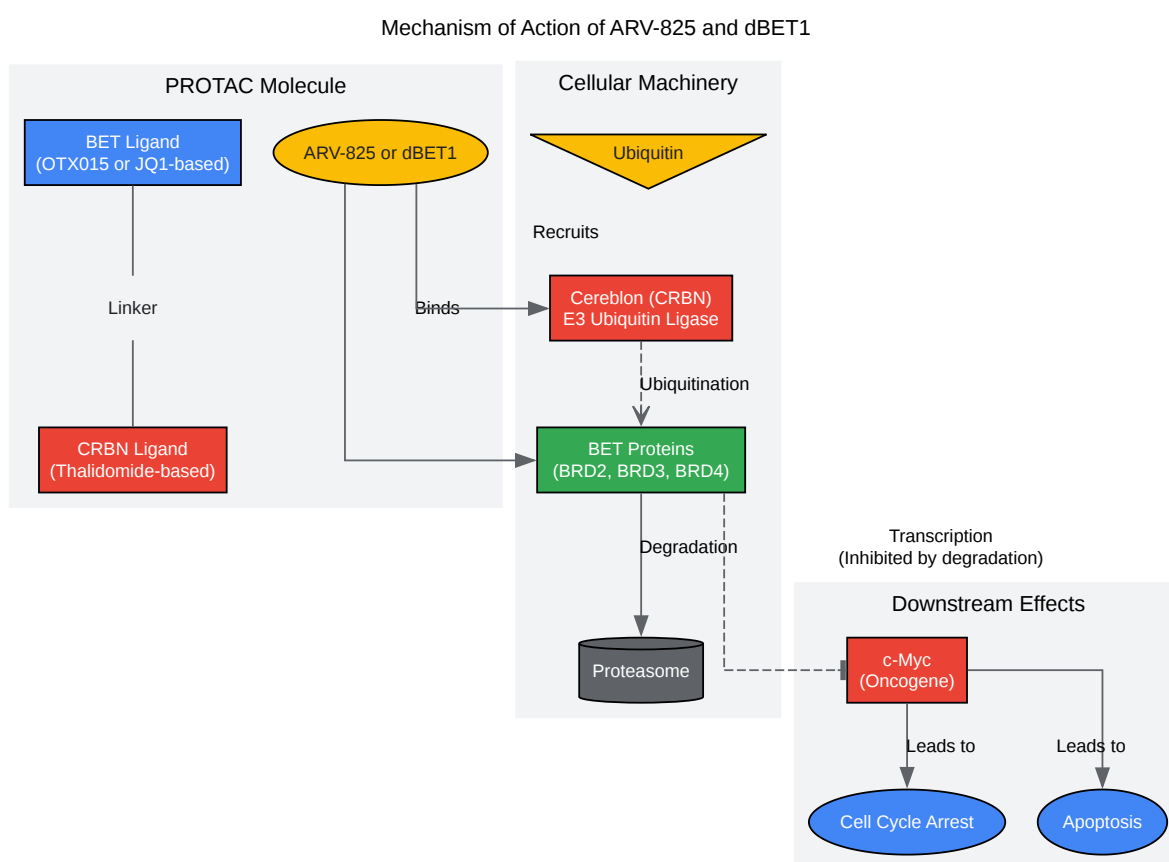 Mechanism of Action of ARV-825 and dBET1
PROTAC Molecule
BET Ligand
(OTX015 or JQ1-based)
ARV-825 or dBET1
Linker
Binds
CRBN Ligand
(Thalidomide-based)
Cellular Machinery
Ubiquitin
Recruits
Cereblon (CRBN)
E3 Ubiquitin Ligase
Ubiquitination
BET Proteins
(BRD2, BRD3, BRD4)
Degradation
Proteasome
Transcription
(Inhibited by degradation)
Downstream Effects
c-Myc
(Oncogene)
Leads to
Leads to
Cell Cycle Arrest
Apoptosis